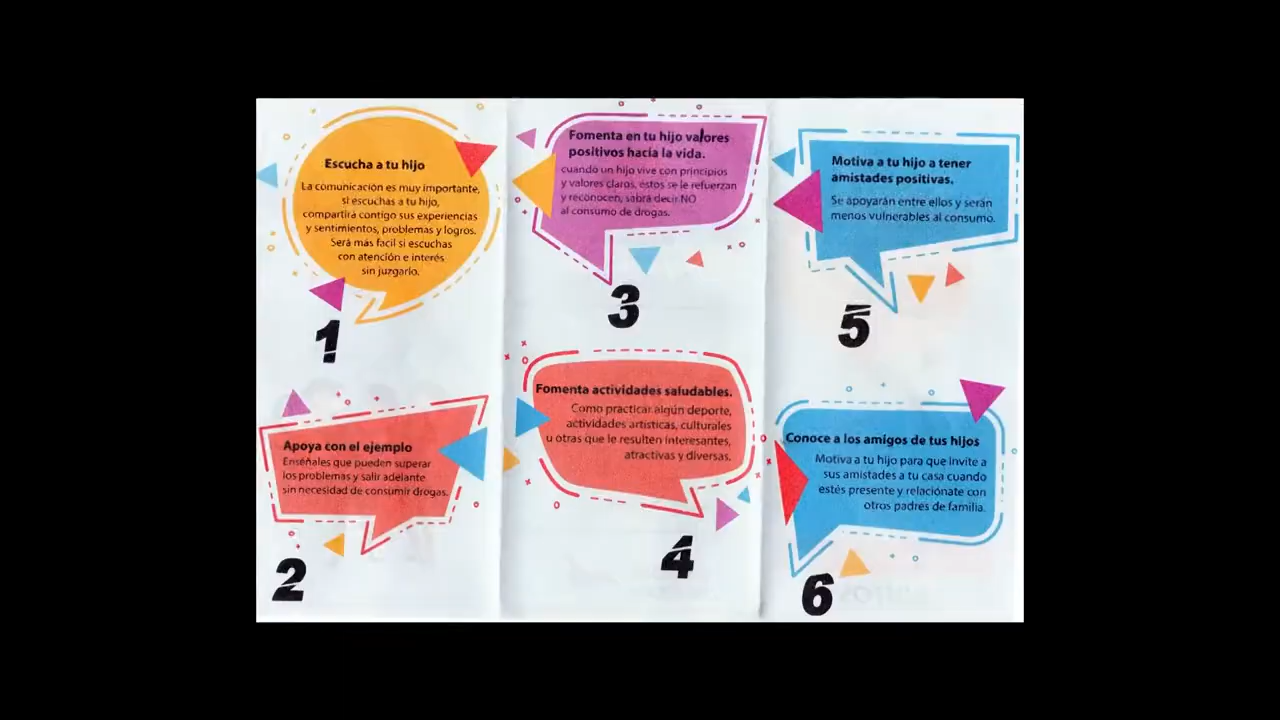 Escucha a tu hijo
La comunicación es muy importante,
si escuchas a tu hijo,
compartirá contigo sus experiencias
y sentimientos, problemas y logros.
Será más facil si escuchas
con atención e interés
sin juzgarlo.
1
Apoya con el ejemplo
Enséñales que pueden superar
los problemas y salir adelante
sin necesidad de consumir drogas.
2
Fomenta en tu hijo valores
positivos hacia la vida.
cuando un hijo vive con principios
y valores claros, estos se le refuerzan
y reconocen, sabrá decir NO
al consumo de drogas.
3
Fomenta actividades saludables.
Como practicar algún deporte,
actividades artísticas, culturales
u otras que le resulten interesantes,
atractivas y diversas.
4
Motiva a tu hijo a tener
amistades positivas.
Se apoyarán entre ellos y serán
menos vulnerables al consumo.
5
Conoce a los amigos de tus hijos
Motiva a tu hijo para que invite a
sus amistades a tu casa cuando
estés presente y relaciónate con
otros padres de familia.
6